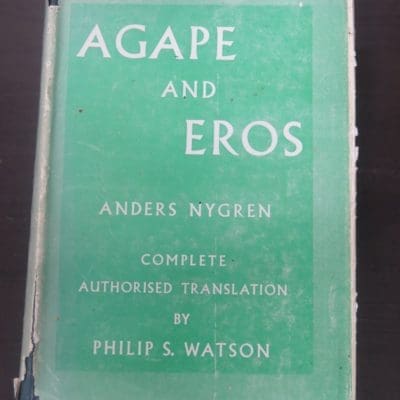 AGAPE
AND
EROS
ANDERS NYGREN
COMPLETE
AUTHORISED TRANSLATION
BY
PHILIP S. WATSON